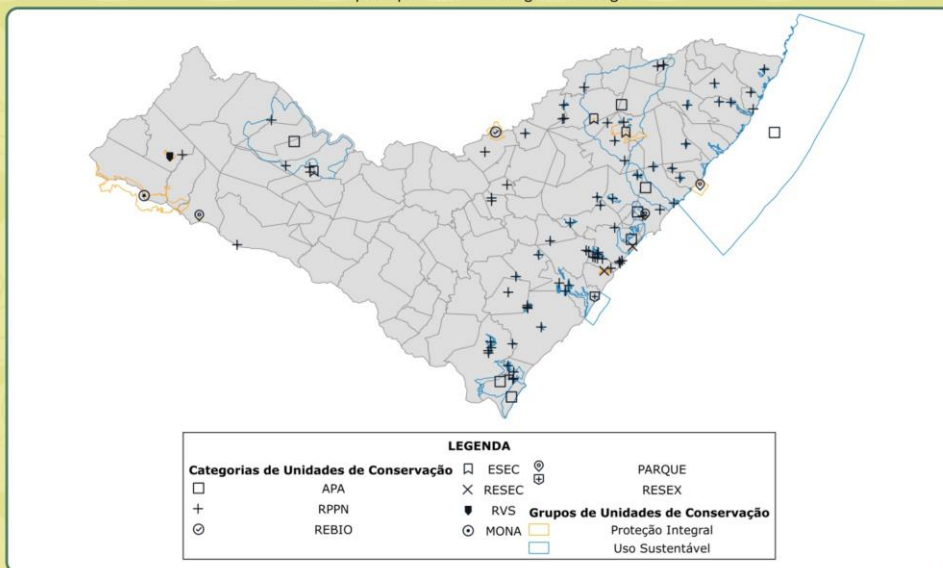 LEGENDA
Categorias de Unidades de Conservação
APA
RPPN
REBIO
ESEC
RESEC
RVS
MONA
PARQUE
RESEX
Grupos de Unidades de Conservação
Proteção Integral
Uso Sustentável